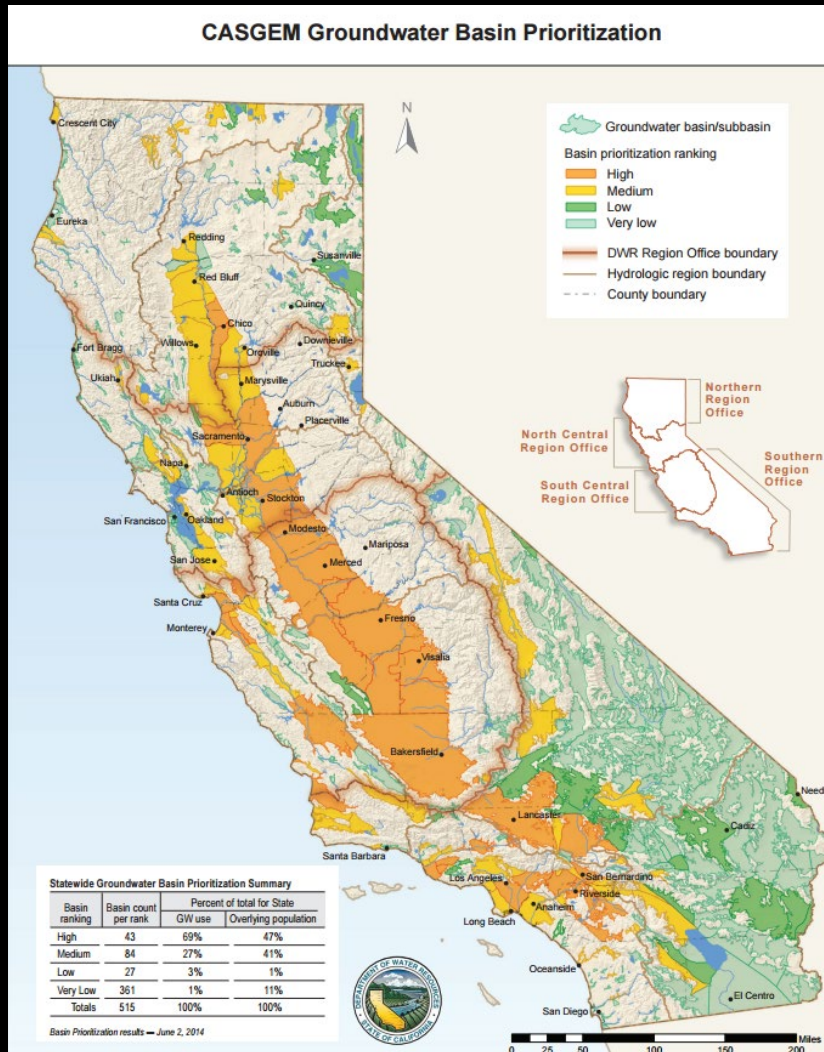 CASGEM Groundwater Basin Prioritization
N
Groundwater basin/subbasin
Basin prioritization ranking
High
Medium
Low
Very low
DWR Region Office boundary
Hydrologic region boundary
County boundary
Crescent City
Eureka
Redding
Red Bluff
Susanville
Quincy
Chico
Fort Bragg
Willows
Oroville
Downieville
Truckee
Ukiah
Marysville
Auburn
Placerville
Sacramento
Napa
Antioch
Stockton
San Francisco
Oakland
Modesto
Mariposa
San Jose
Merced
Santa Cruz
Monterey
Fresno
Visalia
Bakersfield
Lancaster
Need
Cadiz
Santa Barbara
Los Angeles
San Bernardino
Riverside
Anaheim
Long Beach
Oceanside
El Centro
San Diego
Northern
Region
Office
North Central
Region Office
Southern
Region
Office
South Central
Region Office
Statewide Groundwater Basin Prioritization Summary
Basin ranking Basin count per rank Percent of total for State
GW use Overlying population
High 43 69% 47%
Medium 84 27% 41%
Low 27 3% 1%
Very Low 361 1% 11%
Totals 515 100% 100%
Basin Prioritization results — June 2, 2014
DEPARTMENT OF WATER RESOURCES
STATE OF CALIFORNIA
Miles
0 25 50 100 150 200